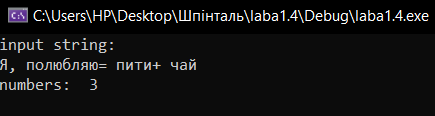 C:\Users\HP\Desktop\Шпінталь\laba1.4\Debug\laba1.4.exe
input string:
Я, полюбляю= пити+ чай
numbers:  3